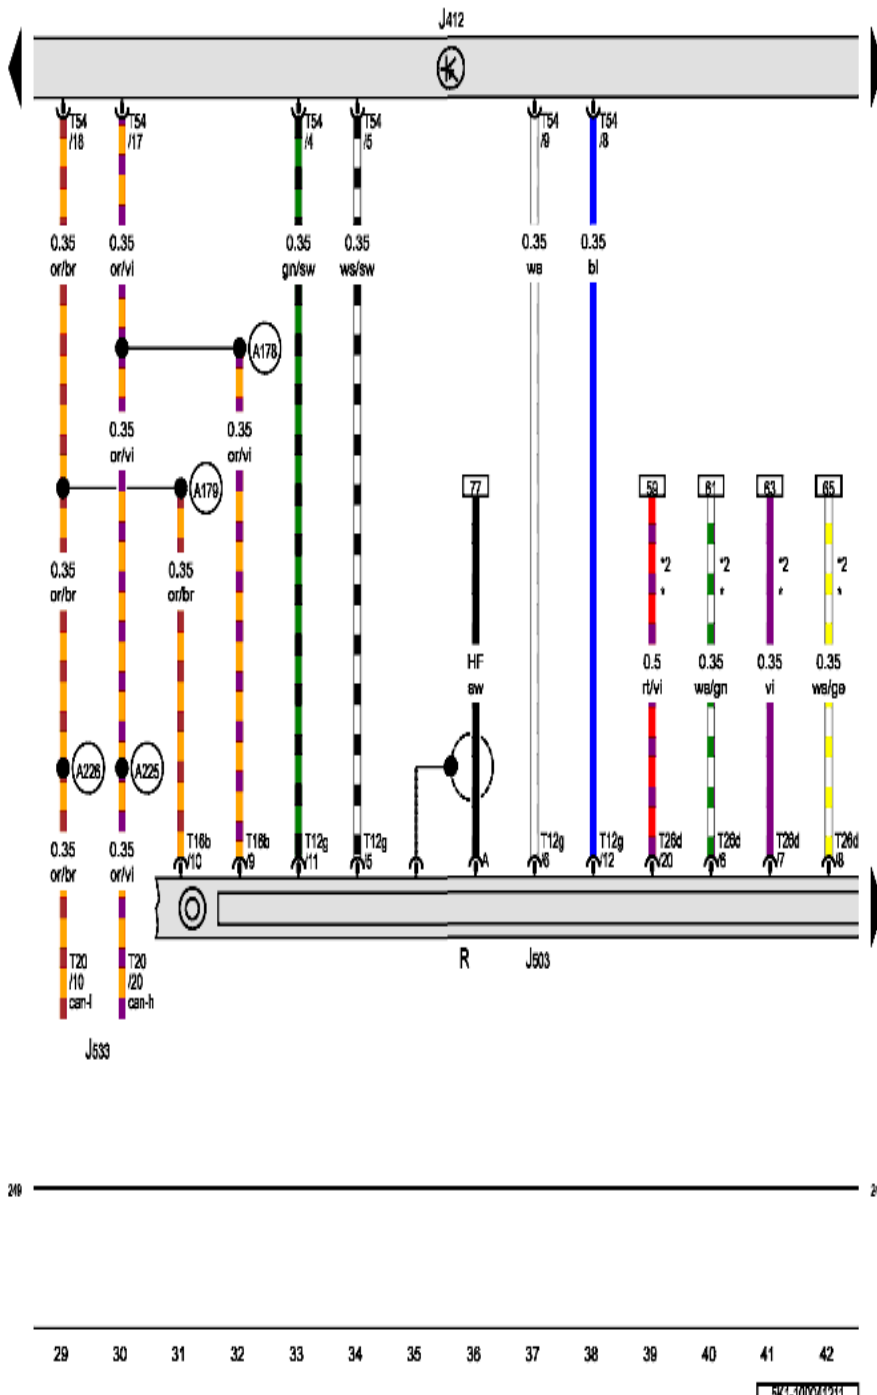 J412
T54 T54 T54 T54 T54 T54
/18 /17 /4 /5 /9 /8
0.35 0.35 0.35 0.35 0.35 0.35
or/br or/vi gn/sw ws/sw ws bl
A178
0.35 0.35
or/vi or/vi
A179
77 59 61 63 65
0.35 0.35 *2 *2 *2 *2
or/br or/br * * * *
HF 0.5 0.35 0.35 0.35
sw rt/vi ws/gn vi ws/ge
A226 A225
T16b T16b T12g T12g T12g T12g T26d T26d T26d T26d
/10 /9 /11 /5 A /6 /12 /20 /6 /7 /8
0.35 0.35
or/br or/vi
R J503
T20 T20
/10 /20
can-l can-h
J533
249
29 30 31 32 33 34 35 36 37 38 39 40 41 42